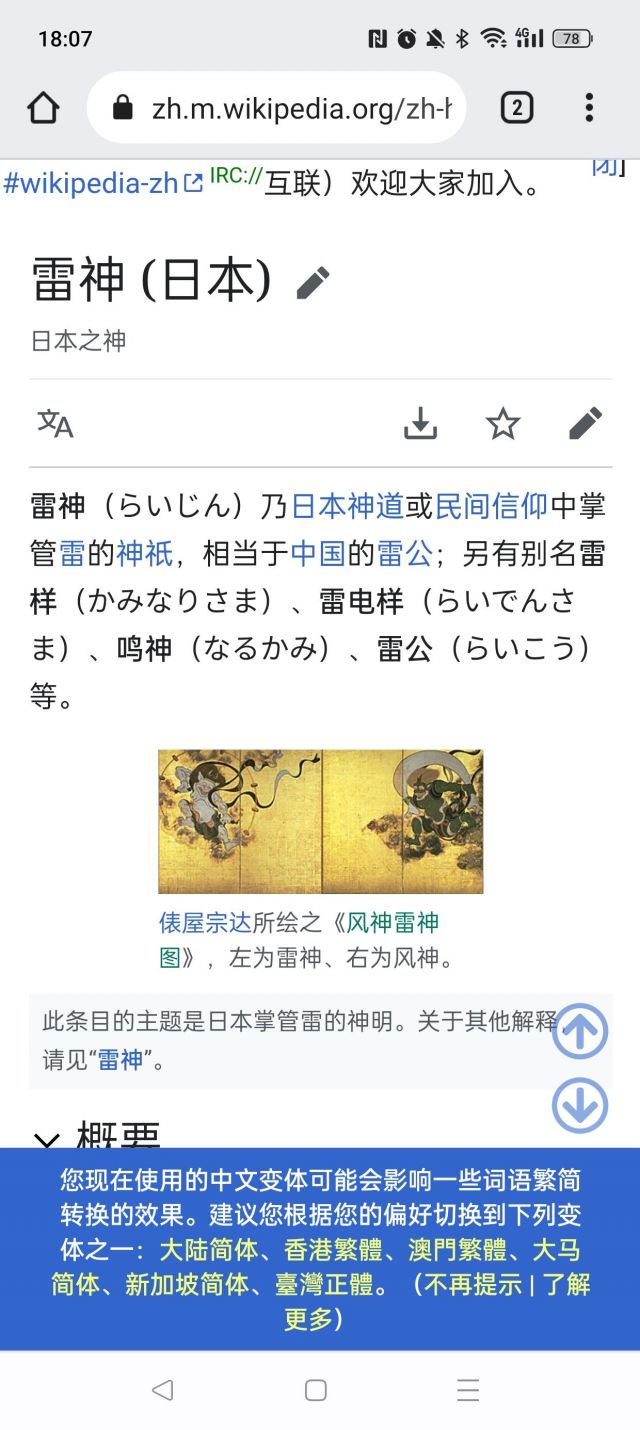 18:07
4G
78
zh.m.wikipedia.org/zh-h
2
闭]
#wikipedia-zh IRC://互联）欢迎大家加入。
雷神 (日本)
日本之神
文A
雷神（らいじん）乃日本神道或民间信仰中掌
管雷的神祇，相当于中国的雷公；另有别名雷
样（かみなりさま）、雷电样（らいでんさ
ま）、鸣神（なるかみ）、雷公（らいこう）
等。
俵屋宗达所绘之《风神雷神
图》，左为雷神、右为风神。
此条目的主题是日本掌管雷的神明。关于其他解释，
请见“雷神”。
概要
您现在使用的中文变体可能会影响一些词语繁简
转换的效果。建议您根据您的偏好切换到下列变
体之一：大陆简体、香港繁體、澳門繁體、大马
简体、新加坡简体、臺灣正體。（不再提示 | 了解
更多）